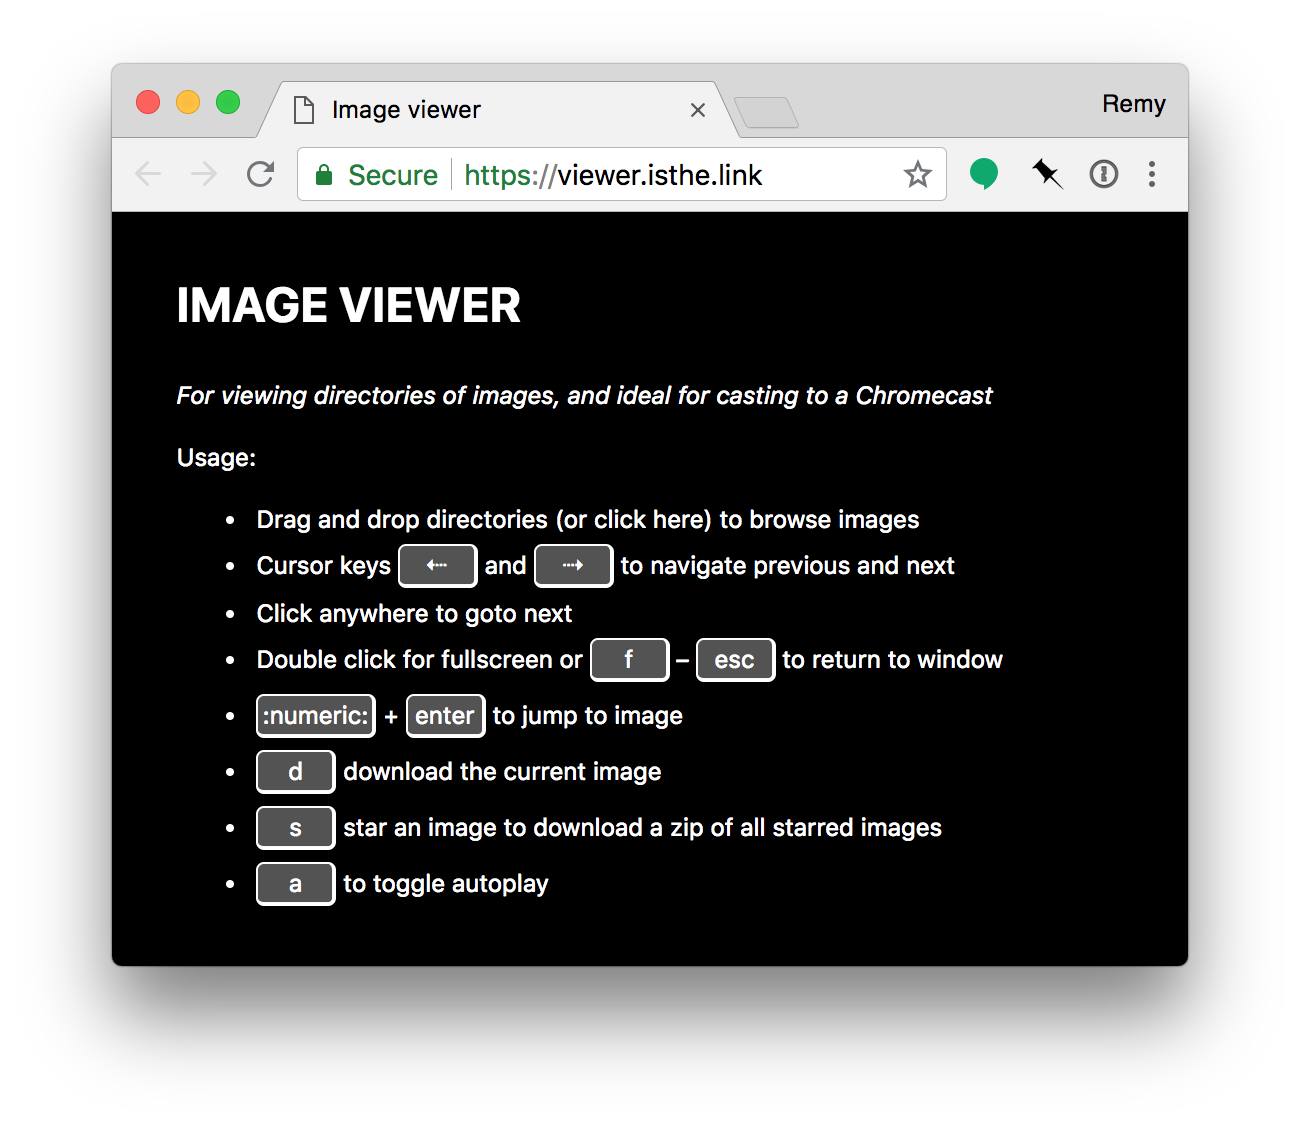 Image viewer
Remy
Secure https://viewer.isthe.link
IMAGE VIEWER
For viewing directories of images, and ideal for casting to a Chromecast
Usage:
• Drag and drop directories (or click here) to browse images
• Cursor keys ⇠ and ⇢ to navigate previous and next
• Click anywhere to goto next
• Double click for fullscreen or f – esc to return to window
• :numeric: + enter to jump to image
• d download the current image
• s star an image to download a zip of all starred images
• a to toggle autoplay